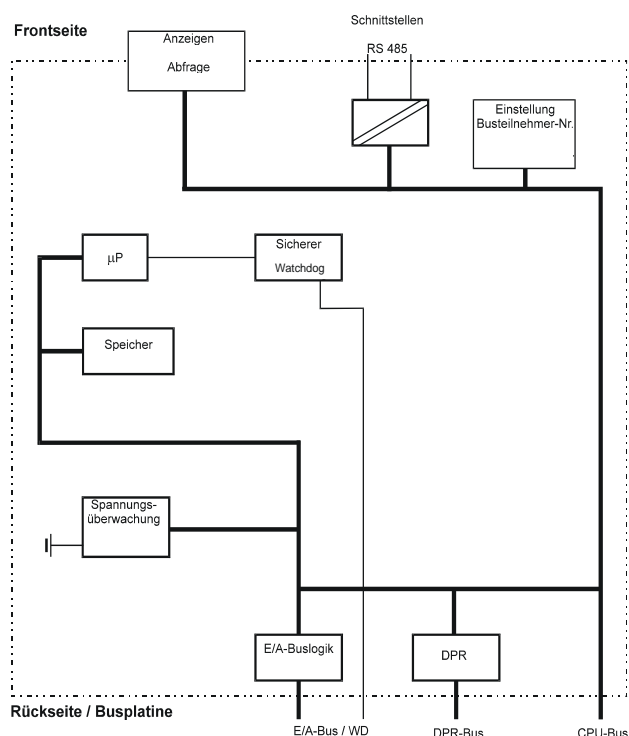 Schnittstellen
Frontseite
Anzeigen
Abfrage
RS 485
Einstellung
Busteilnehmer-Nr.
µP
Sicherer
Watchdog
Speicher
Spannungs-
überwachung
E/A-Buslogik
DPR
Rückseite / Busplatine
E/A-Bus / WD
DPR-Bus
CPU-Bus